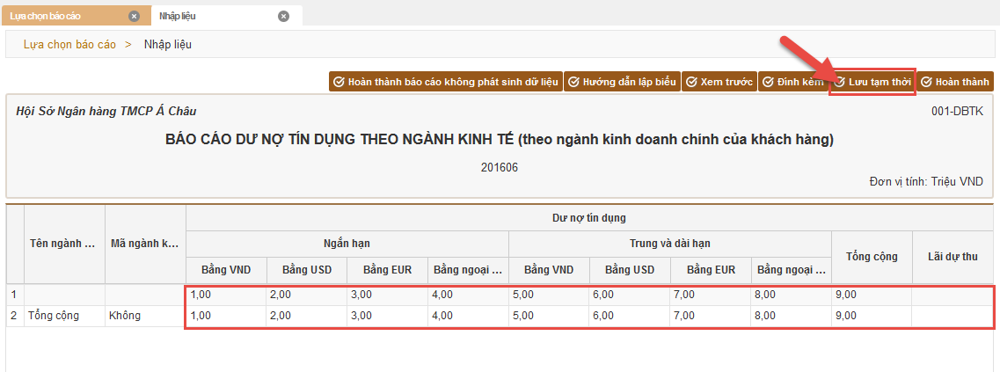 Lựa chọn báo cáo Nhập liệu
Lựa chọn báo cáo > Nhập liệu
Hoàn thành báo cáo không phát sinh dữ liệu Hướng dẫn lập biểu Xem trước Đính kèm Lưu tạm thời Hoàn thành
Hội Sở Ngân hàng TMCP Á Châu 001-DBTK
BÁO CÁO DƯ NỢ TÍN DỤNG THEO NGÀNH KINH TẾ (theo ngành kinh doanh chính của khách hàng)
201606
Đơn vị tính: Triệu VND
Dư nợ tín dụng
Tên ngành ... Mã ngành k... Ngắn hạn Trung và dài hạn Tổng cộng Lãi dự thu
Bằng VND Bằng USD Bằng EUR Bằng ngoại ... Bằng VND Bằng USD Bằng EUR Bằng ngoại ...
1 1,00 2,00 3,00 4,00 5,00 6,00 7,00 8,00 9,00
2 Tổng cộng Không 1,00 2,00 3,00 4,00 5,00 6,00 7,00 8,00 9,00